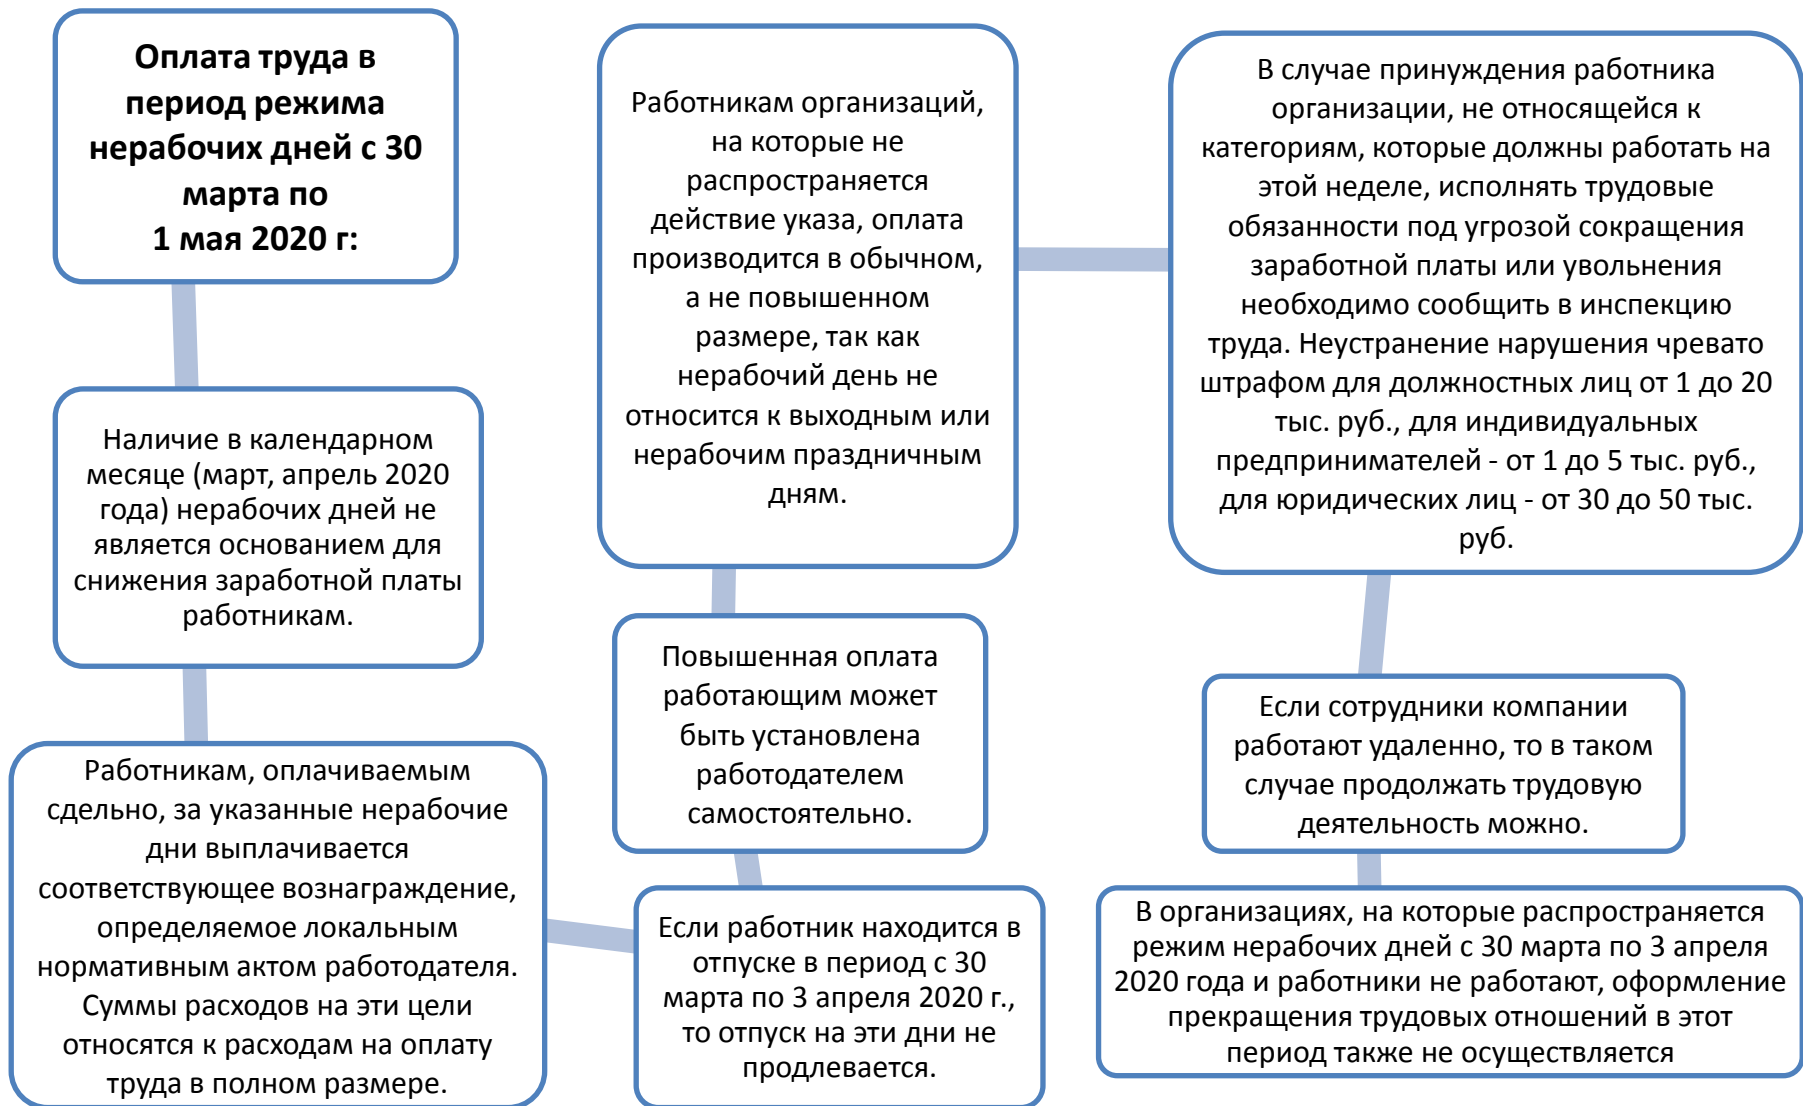 Оплата труда в
период режима
нерабочих дней с 30
марта по
1 мая 2020 г:
Наличие в календарном
месяце (март, апрель 2020
года) нерабочих дней не
является основанием для
снижения заработной платы
работникам.
Работникам, оплачиваемым
сдельно, за указанные нерабочие
дни выплачивается
соответствующее вознаграждение,
определяемое локальным
нормативным актом работодателя.
Суммы расходов на эти цели
относятся к расходам на оплату
труда в полном размере.
Если работник находится в
отпуске в период с 30
марта по 3 апреля 2020 г.,
то отпуск на эти дни не
продлевается.
Повышенная оплата
работающим может
быть установлена
работодателем
самостоятельно.
Работникам организаций,
на которые не
распространяется
действие указа, оплата
производится в обычном,
а не повышенном
размере, так как
нерабочий день не
относится к выходным или
нерабочим праздничным
дням.
В случае принуждения работника
организации, не относящейся к
категориям, которые должны работать на
этой неделе, исполнять трудовые
обязанности под угрозой сокращения
заработной платы или увольнения
необходимо сообщить в инспекцию
труда. Неустранение нарушения чревато
штрафом для должностных лиц от 1 до 20
тыс. руб., для индивидуальных
предпринимателей - от 1 до 5 тыс. руб.,
для юридических лиц - от 30 до 50 тыс.
руб.
Если сотрудники компании
работают удаленно, то в таком
случае продолжать трудовую
деятельность можно.
В организациях, на которые распространяется
режим нерабочих дней с 30 марта по 3 апреля
2020 года и работники не работают, оформление
прекращения трудовых отношений в этот
период также не осуществляется